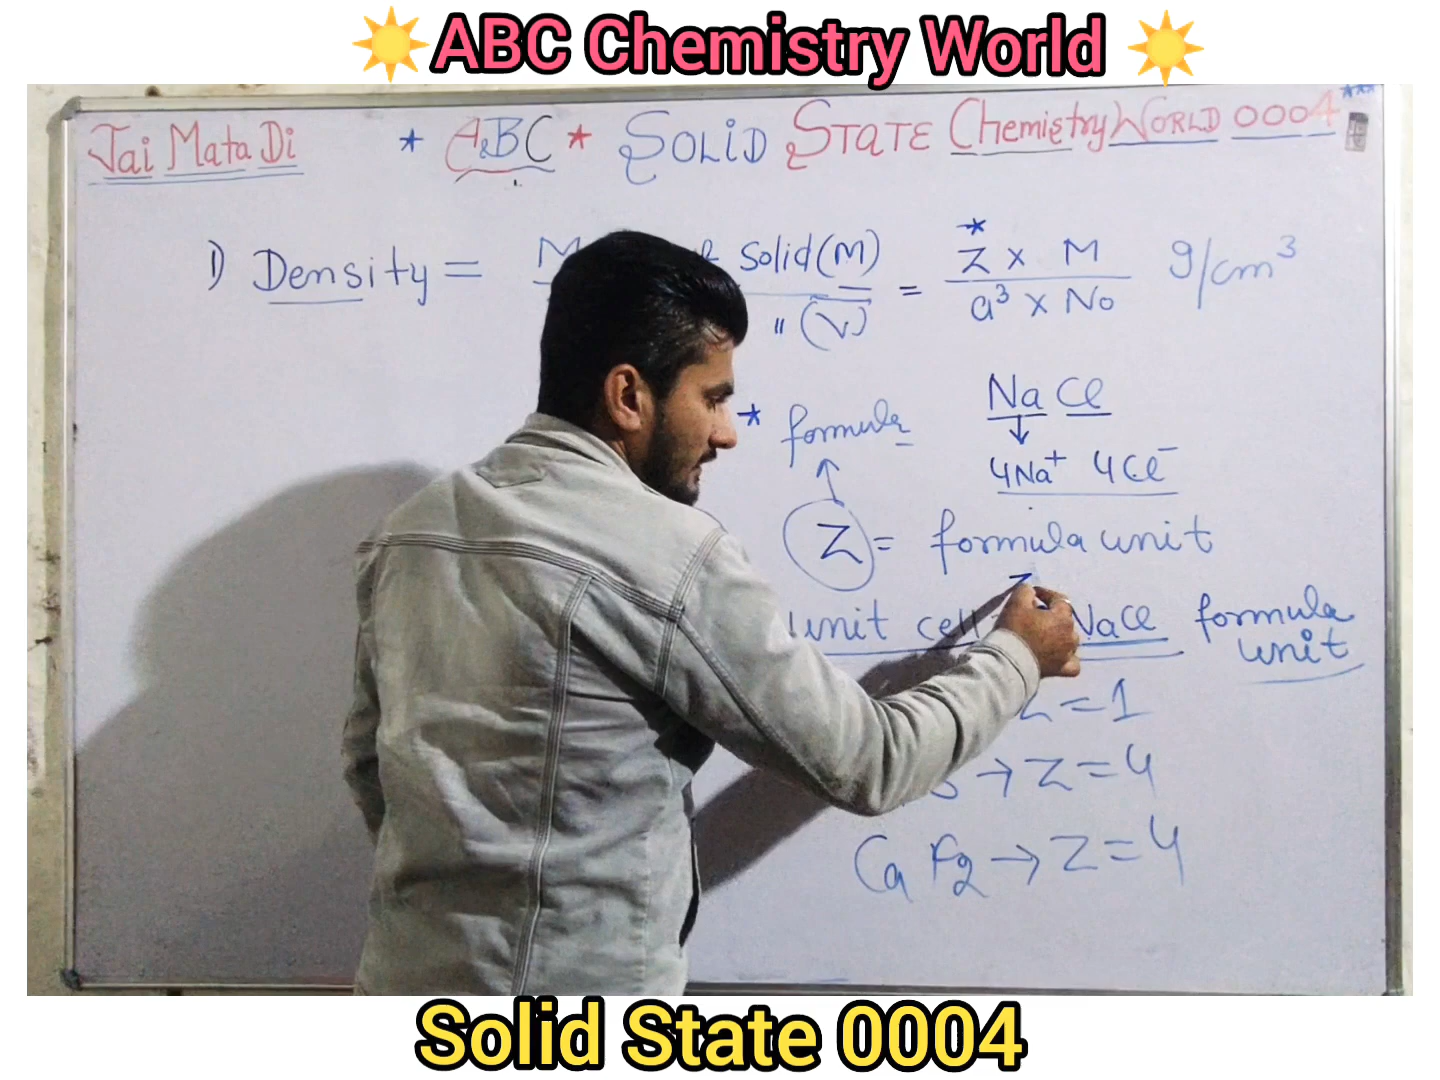 ABC Chemistry World
Jai Mata Di * ABC * SOLID STATE Chemistry WORLD 0004 ***
1) Density = Solid (M) = Z* x M g/cm³
" (V) a³ x No
NaCl
* formula ↓
↑ 4Na⁺ 4Cl⁻
Z = formula unit
unit cell NaCl formula
unit
Z = 1
S → Z = 4
CaF₂ → Z = 4
Solid State 0004